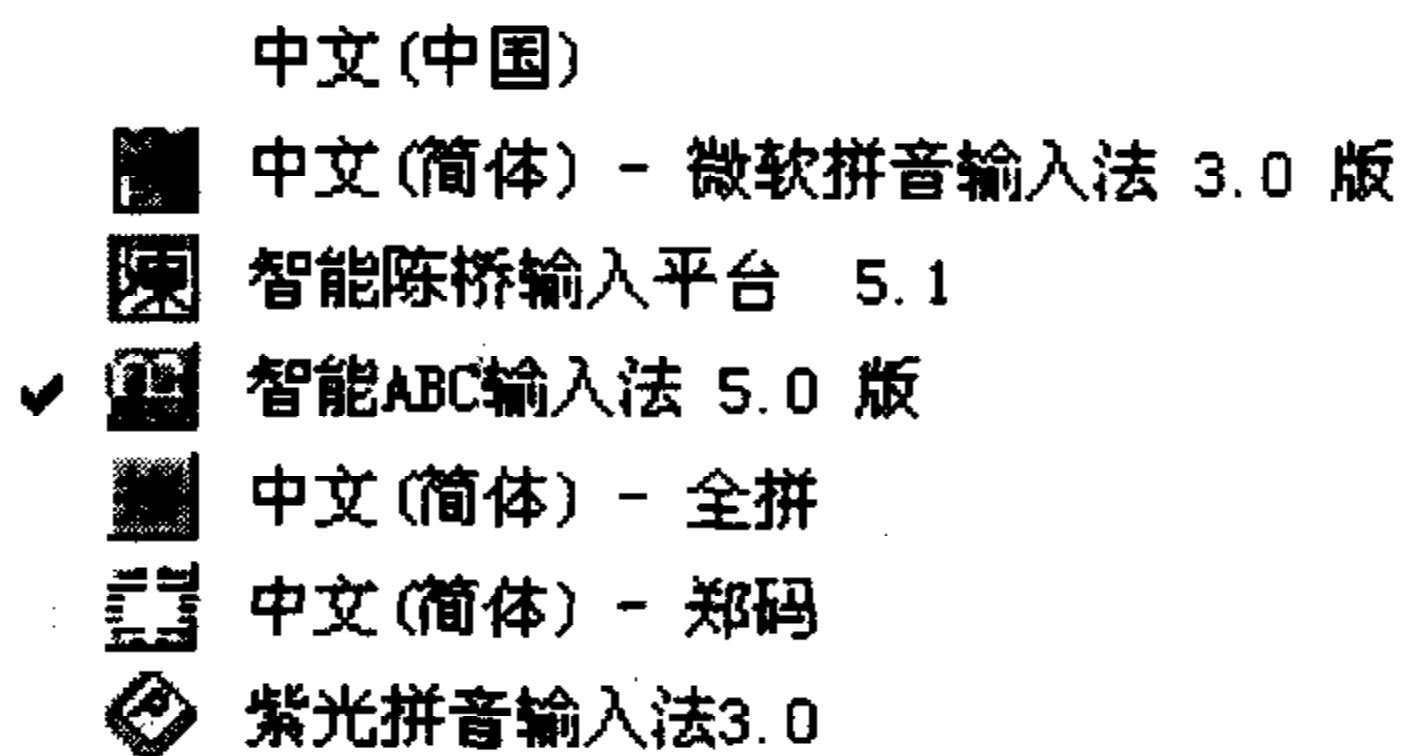 中文(中国)
中文(简体) - 微软拼音输入法 3.0 版
陳 智能陈桥输入平台 5.1
智能ABC输入法 5.0 版
中文(简体) - 全拼
中文(简体) - 郑码
紫光拼音输入法3.0